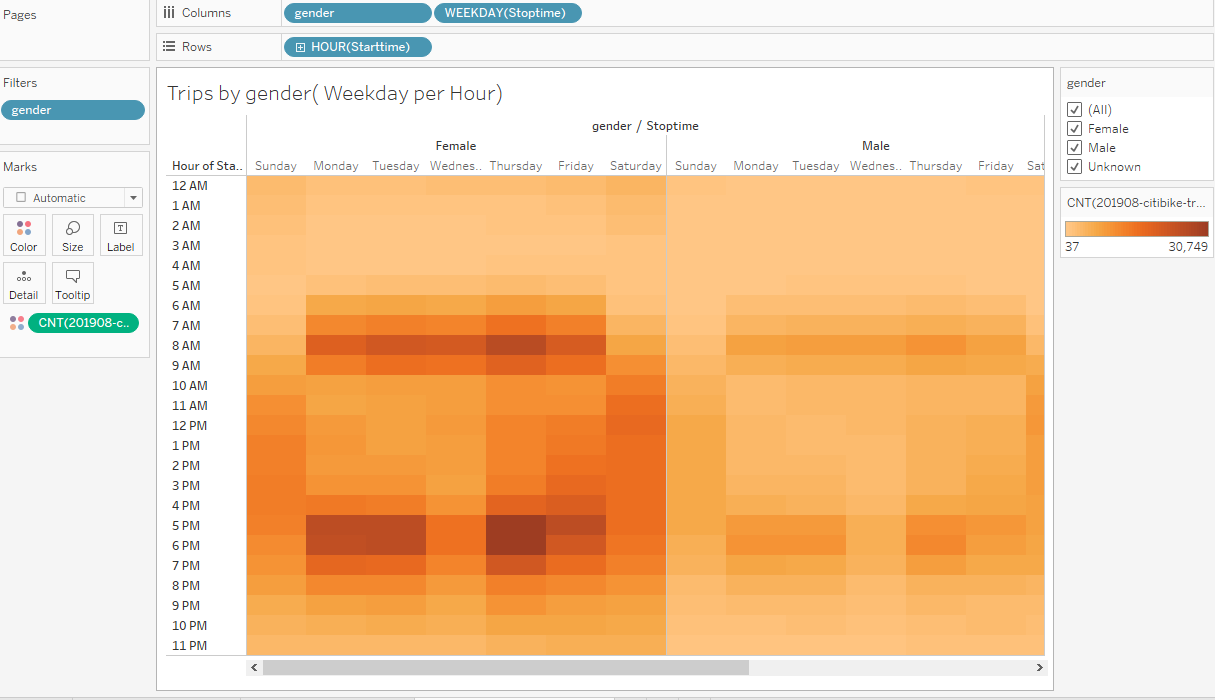 Pages
Columns
gender
WEEKDAY(Stoptime)
Rows
HOUR(Starttime)
Filters
gender
Marks
Automatic
Color
Size
Label
Detail
Tooltip
CNT(201908-c..
Trips by gender( Weekday per Hour)
gender / Stoptime
Female
Male
Hour of Sta..
Sunday
Monday
Tuesday
Wednes..
Thursday
Friday
Saturday
Sunday
Monday
Tuesday
Wednes..
Thursday
Friday
Sat
12 AM
1 AM
2 AM
3 AM
4 AM
5 AM
6 AM
7 AM
8 AM
9 AM
10 AM
11 AM
12 PM
1 PM
2 PM
3 PM
4 PM
5 PM
6 PM
7 PM
8 PM
9 PM
10 PM
11 PM
gender
(All)
Female
Male
Unknown
CNT(201908-citibike-tr...
37
30,749